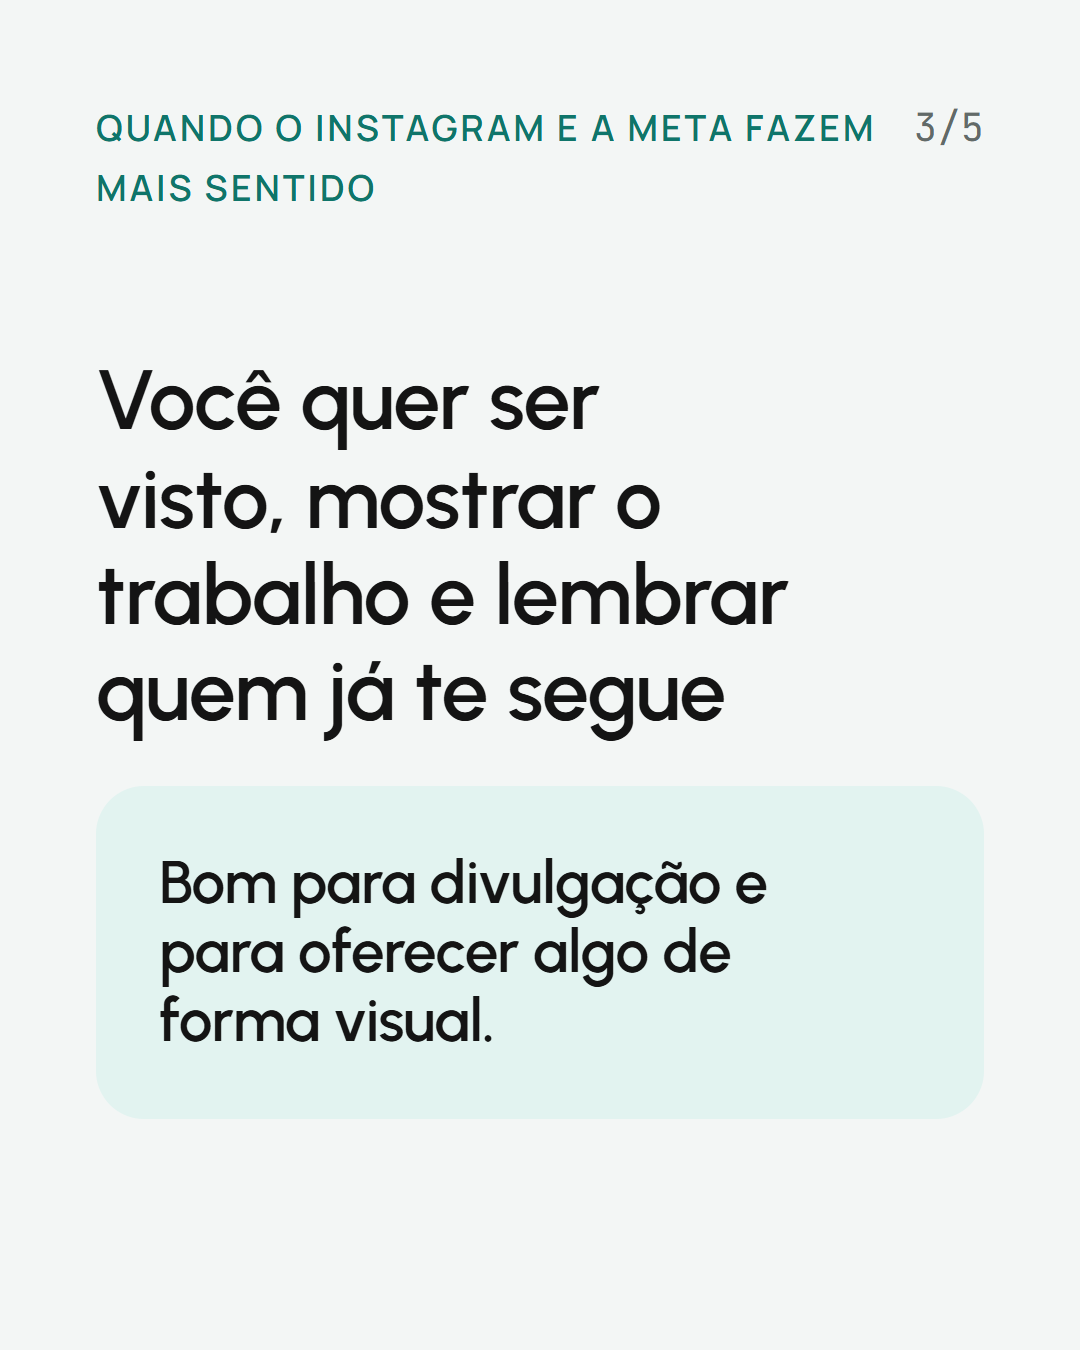 QUANDO O INSTAGRAM E A META FAZEM 3/5
MAIS SENTIDO
Você quer ser
visto, mostrar o
trabalho e lembrar
quem já te segue
Bom para divulgação e
para oferecer algo de
forma visual.